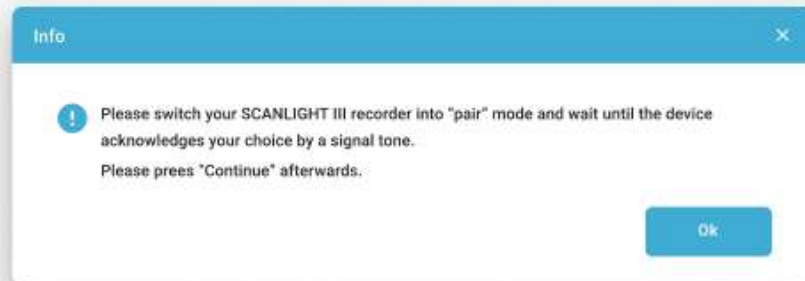 Info
Please switch your SCANLIGHT III recorder into "pair" mode and wait until the device
acknowledges your choice by a signal tone.
Please prees "Continue" afterwards.
Ok